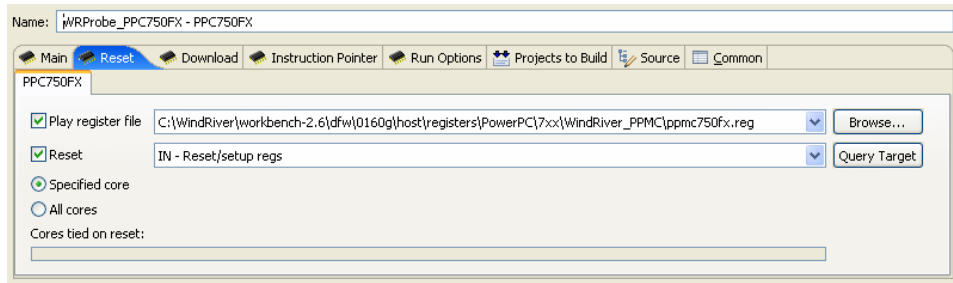 Name: WRProbe_PPC750FX - PPC750FX
Main Reset Download Instruction Pointer Run Options Projects to Build Source Common
PPC750FX
Play register file C:\WindRiver\workbench-2.6\dfw\0160g\host\registers\PowerPC\7xx\WindRiver_PPMC\ppmc750fx.reg Browse...
Reset IN - Reset/setup regs Query Target
Specified core
All cores
Cores tied on reset: